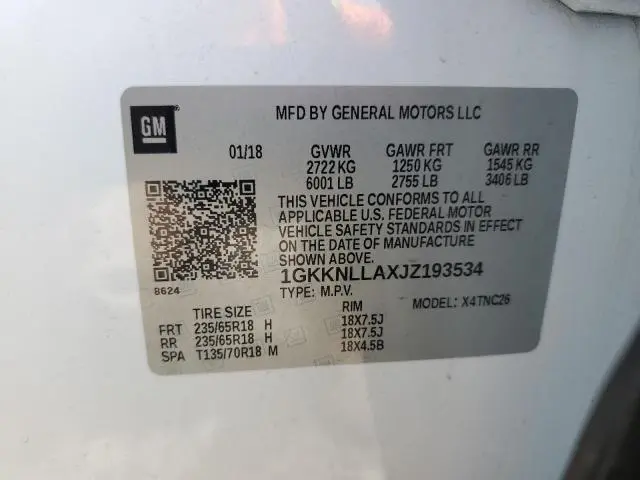 GM
MFD BY GENERAL MOTORS LLC
01/18 GVWR GAWR FRT GAWR RR
2722 KG 1250 KG 1545 KG
6001 LB 2755 LB 3406 LB
THIS VEHICLE CONFORMS TO ALL
APPLICABLE U.S. FEDERAL MOTOR
VEHICLE SAFETY STANDARDS IN EFFECT
ON THE DATE OF MANUFACTURE
SHOWN ABOVE.
1GKKNLLAXJZ193534
8624
TYPE: M.P.V. MODEL: X4TNC26
TIRE SIZE RIM
FRT 235/65R18 H 18X7.5J
RR 235/65R18 H 18X7.5J
SPA T135/70R18 M 18X4.5B